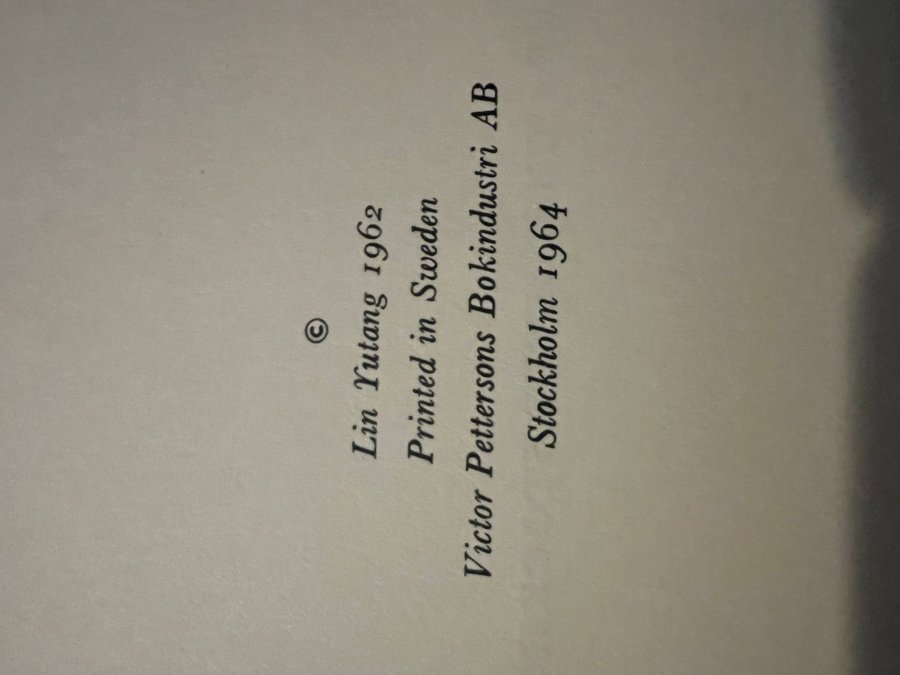 ©
Lin Yutang 1962
Printed in Sweden
Victor Pettersons Bokindustri AB
Stockholm 1964